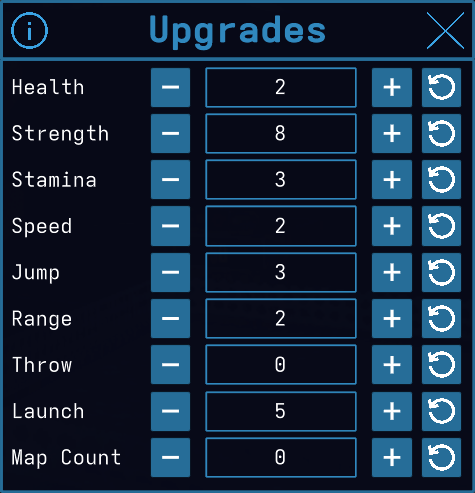 i Upgrades
Health − 2 +
Strength − 8 +
Stamina − 3 +
Speed − 2 +
Jump − 3 +
Range − 2 +
Throw − 0 +
Launch − 5 +
Map Count − 0 +